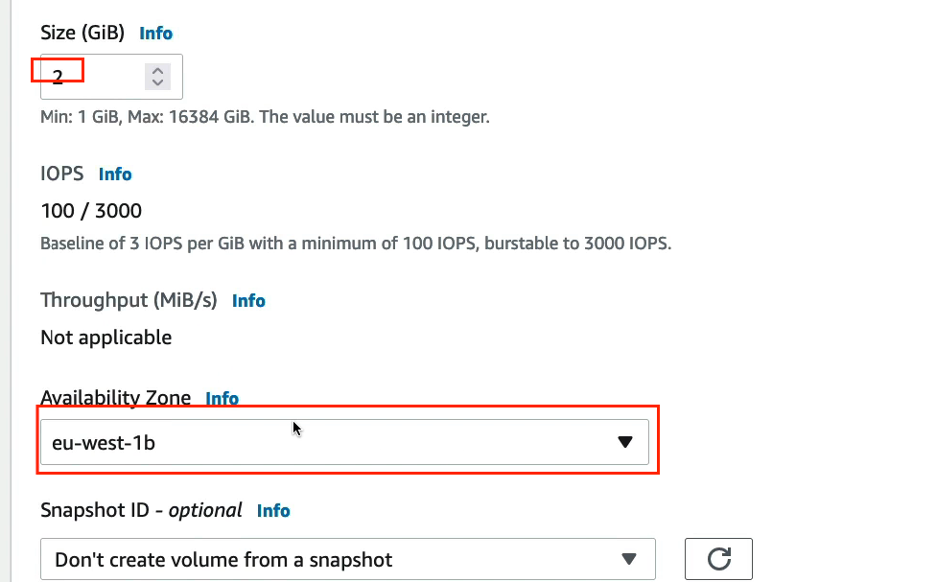 Size (GiB) Info
2
Min: 1 GiB, Max: 16384 GiB. The value must be an integer.
IOPS Info
100 / 3000
Baseline of 3 IOPS per GiB with a minimum of 100 IOPS, burstable to 3000 IOPS.
Throughput (MiB/s) Info
Not applicable
Availability Zone Info
eu-west-1b
Snapshot ID - optional Info
Don't create volume from a snapshot